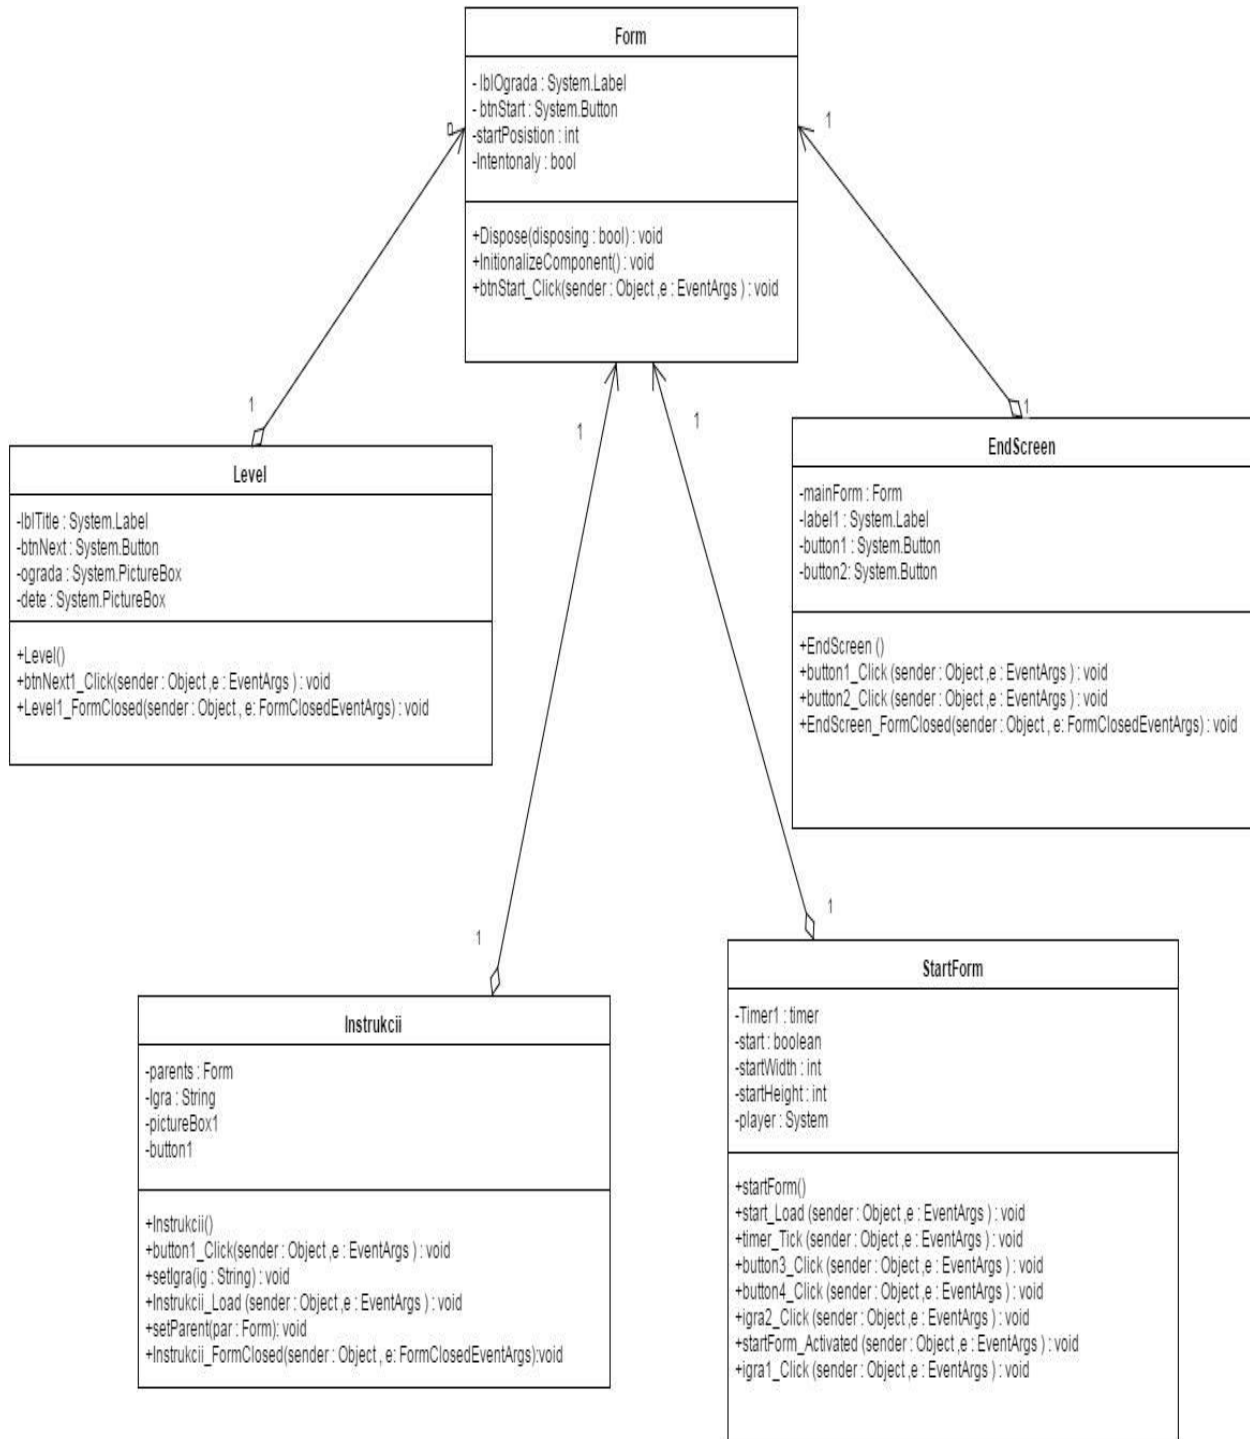 Form
- lblOgrada : System.Label
- btnStart : System.Button
-startPosistion : int
-Intentonaly : bool
+Dispose(disposing : bool) : void
+InitionalizeComponent() : void
+btnStart_Click(sender : Object ,e : EventArgs ) : void
1
1
1
1
1
Level
-lblTitle : System.Label
-btnNext : System.Button
-ograda : System.PictureBox
-dete : System.PictureBox
+Level()
+btnNext1_Click(sender : Object ,e : EventArgs ) : void
+Level1_FormClosed(sender : Object , e: FormClosedEventArgs) : void
EndScreen
-mainForm : Form
-label1 : System.Label
-button1 : System.Button
-button2: System.Button
+EndScreen ()
+button1_Click (sender : Object ,e : EventArgs ) : void
+button2_Click (sender : Object ,e : EventArgs ) : void
+EndScreen_FormClosed(sender : Object , e: FormClosedEventArgs) : void
1
1
Instrukcii
-parents : Form
-Igra : String
-pictureBox1
-button1
+Instrukcii()
+button1_Click(sender : Object ,e : EventArgs ) : void
+setIgra(ig : String) : void
+Instrukcii_Load (sender : Object ,e : EventArgs ) : void
+setParent(par : Form): void
+Instrukcii_FormClosed(sender : Object , e: FormClosedEventArgs):void
StartForm
-Timer1 : timer
-start : boolean
-startWidth : int
-startHeight : int
-player : System
+startForm()
+start_Load (sender : Object ,e : EventArgs ) : void
+timer_Tick (sender : Object ,e : EventArgs ) : void
+button3_Click (sender : Object ,e : EventArgs ) : void
+button4_Click (sender : Object ,e : EventArgs ) : void
+igra2_Click (sender : Object ,e : EventArgs ) : void
+startForm_Activated (sender : Object ,e : EventArgs ) : void
+igra1_Click (sender : Object ,e : EventArgs ) : void